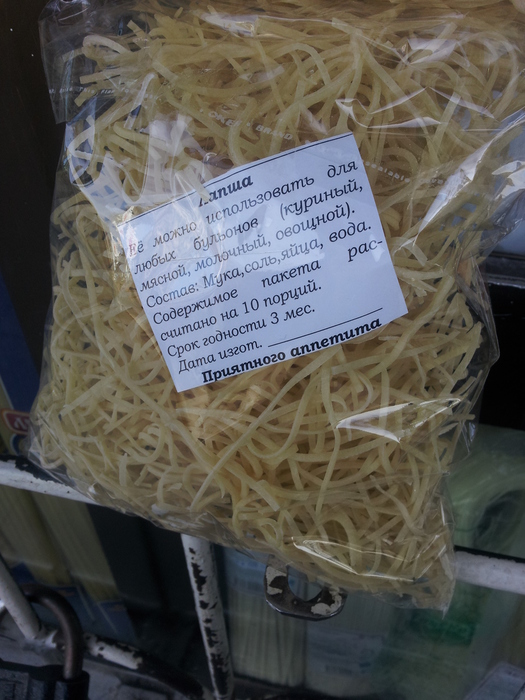 Лапша
Её можно использовать для
любых бульонов (куриный,
мясной, молочный, овощной).
Состав: Мука,соль,яйца, вода.
Содержимое пакета рас-
считано на 10 порций.
Срок годности 3 мес.
Дата изгот. ______________
Приятного аппетита